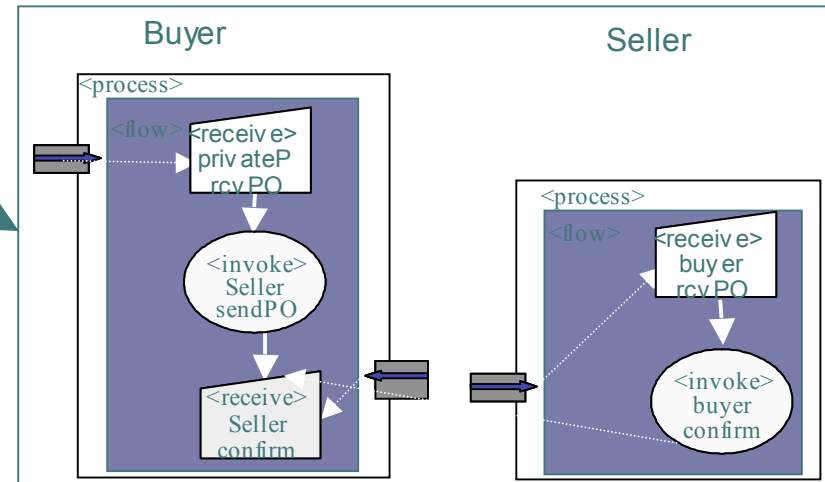 Buyer
<process>
<flow>
<receive>
privateP
rcvPO
<invoke>
Seller
sendPO
<receive>
Seller
confirm
Seller
<process>
<flow>
<receive>
buyer
rcvPO
<invoke>
buyer
confirm